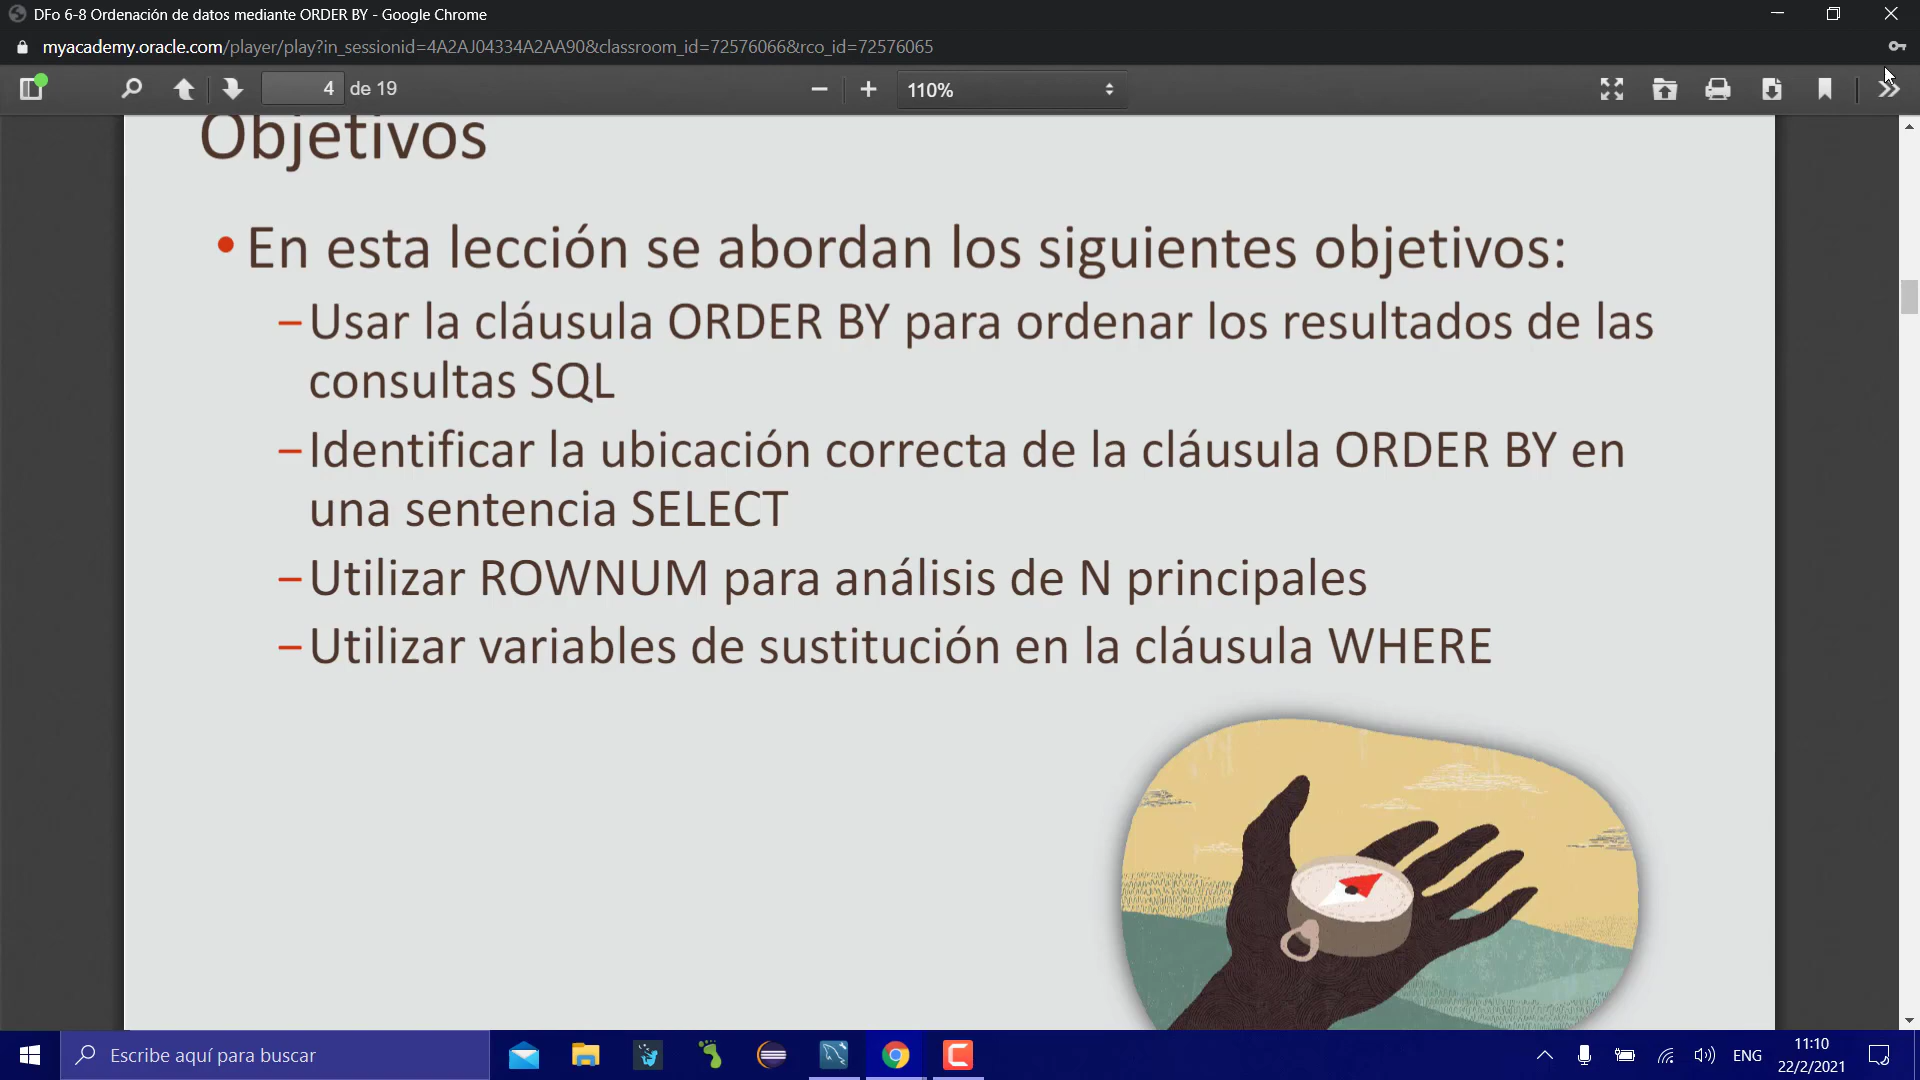 DFo 6-8 Ordenación de datos mediante ORDER BY - Google Chrome
myacademy.oracle.com/player/play?in_sessionid=4A2AJ04334A2AA90&classroom_id=72576066&rco_id=72576065
4 de 19
110%
Objetivos
• En esta lección se abordan los siguientes objetivos:
– Usar la cláusula ORDER BY para ordenar los resultados de las
consultas SQL
– Identificar la ubicación correcta de la cláusula ORDER BY en
una sentencia SELECT
– Utilizar ROWNUM para análisis de N principales
– Utilizar variables de sustitución en la cláusula WHERE
Escribe aquí para buscar
ENG
11:10
22/2/2021